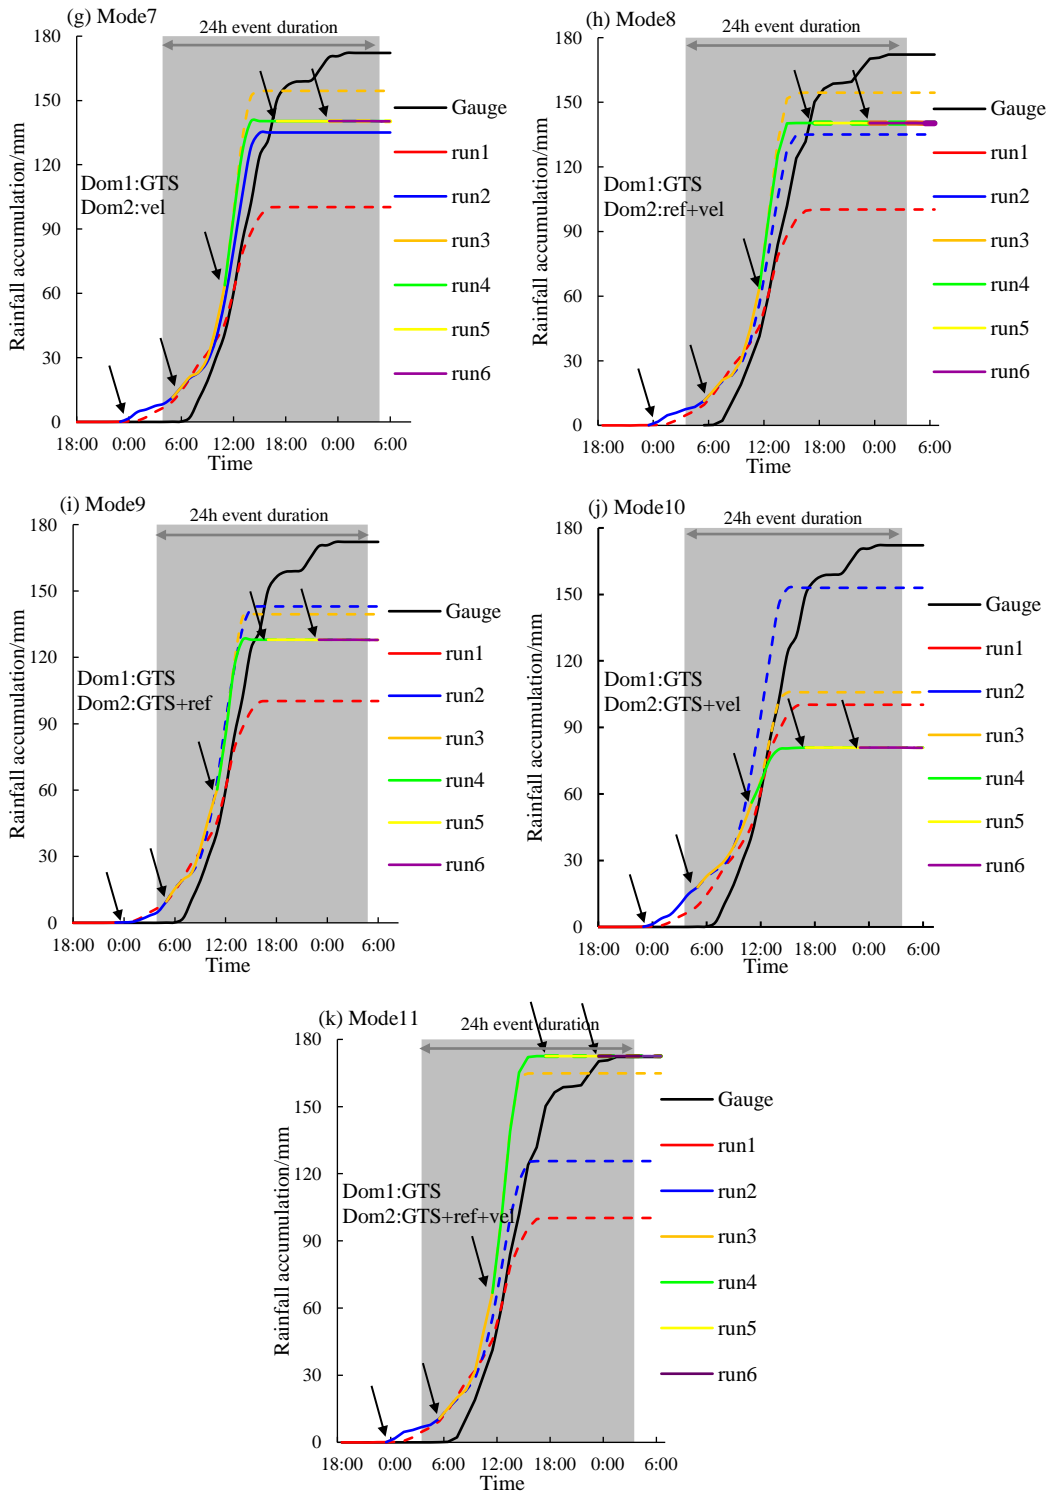 (g) Mode7
24h event duration
180
150
120
90
60
30
0
Rainfall accumulation/mm
Dom1:GTS
Dom2:vel
18:00 0:00 6:00 12:00 18:00 0:00 6:00
Time
Gauge
run1
run2
run3
run4
run5
run6
(h) Mode8
24h event duration
180
150
120
90
60
30
0
Rainfall accumulation/mm
Dom1:GTS
Dom2:ref+vel
18:00 0:00 6:00 12:00 18:00 0:00 6:00
Time
Gauge
run1
run2
run3
run4
run5
run6
(i) Mode9
24h event duration
180
150
120
90
60
30
0
Rainfall accumulation/mm
Dom1:GTS
Dom2:GTS+ref
18:00 0:00 6:00 12:00 18:00 0:00 6:00
Time
Gauge
run1
run2
run3
run4
run5
run6
(j) Mode10
24h event duration
180
150
120
90
60
30
0
Rainfall accumulation/mm
Dom1:GTS
Dom2:GTS+vel
18:00 0:00 6:00 12:00 18:00 0:00 6:00
Time
Gauge
run1
run2
run3
run4
run5
run6
(k) Mode11
24h event duration
180
150
120
90
60
30
0
Rainfall accumulation/mm
Dom1:GTS
Dom2:GTS+ref+vel
18:00 0:00 6:00 12:00 18:00 0:00 6:00
Time
Gauge
run1
run2
run3
run4
run5
run6